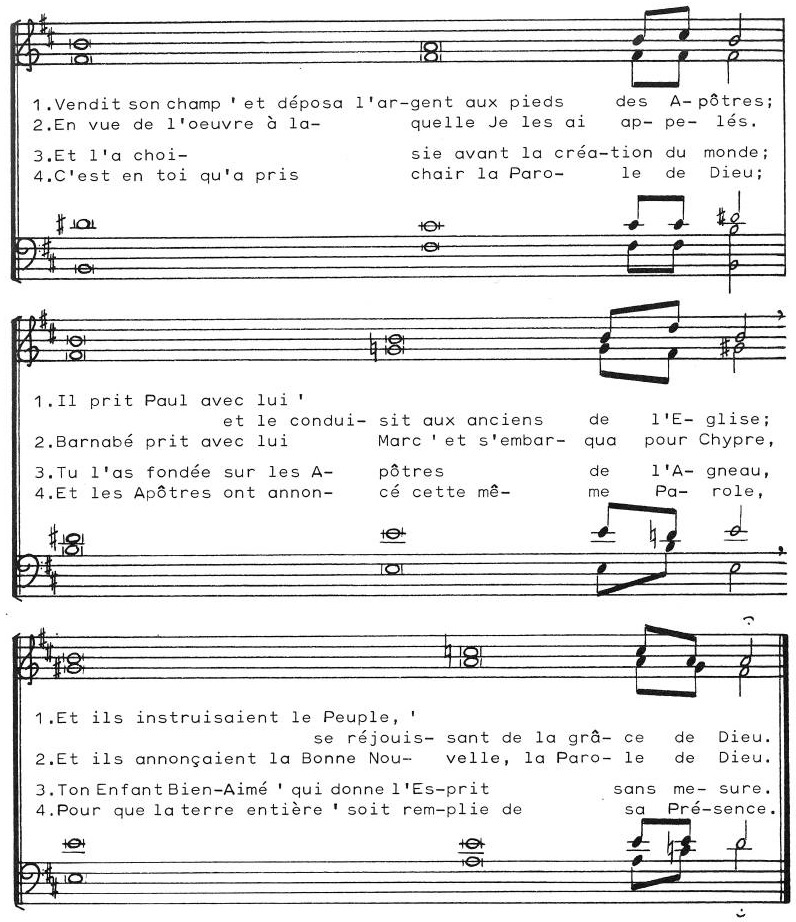 1.Vendit son champ ' et déposa l'ar-gent aux pieds des A-pôtres;
2.En vue de l'oeuvre à la- quelle Je les ai ap- pe- lés.
3.Et l'a choi- sie avant la créa-tion du monde;
4.C'est en toi qu'a pris chair la Paro- le de Dieu;
1.Il prit Paul avec lui '
et le condui- sit aux anciens de l'E- glise;
2.Barnabé prit avec lui Marc ' et s'embar- qua pour Chypre,
3.Tu l'as fondée sur les A- pôtres de l'A- gneau,
4.Et les Apôtres ont annon- cé cette mê- me Pa- role,
1.Et ils instruisaient le Peuple, '
se réjouis- sant de la grâ- ce de Dieu.
2.Et ils annonçaient la Bonne Nou- velle, la Paro- le de Dieu.
3.Ton Enfant Bien-Aimé ' qui donne l'Es-prit sans me- sure.
4.Pour que la terre entière ' soit rem-plie de sa Pré-sence.